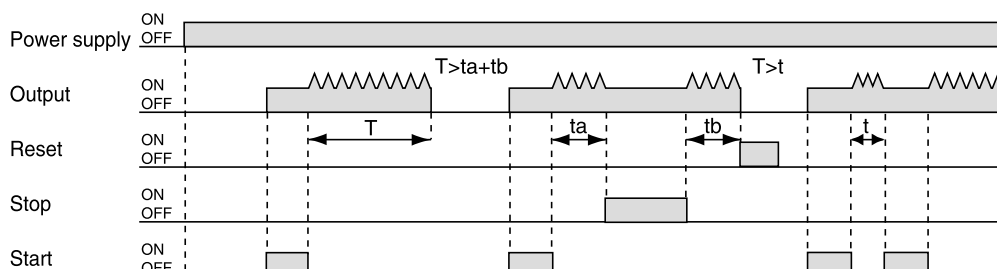 Power supply ON
OFF
Output ON
OFF
T>ta+tb T>t
Reset ON
OFF
T ta tb t
Stop ON
OFF
Start ON
OFF